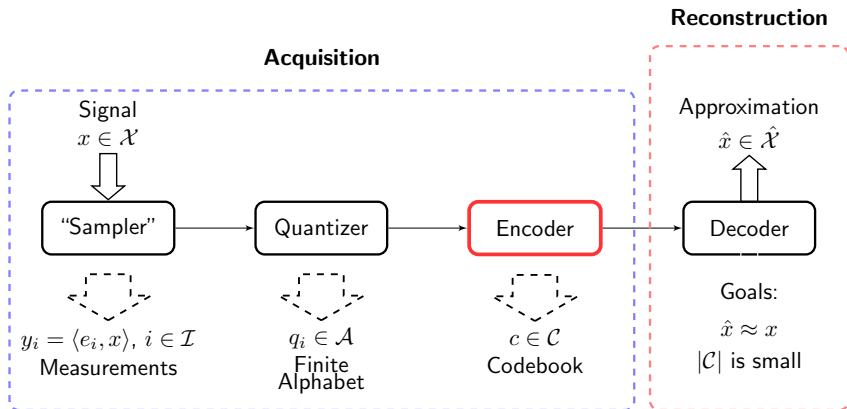 Reconstruction
Acquisition
Signal
x ∈ 𝒳
Approximation
x̂ ∈ 𝒳̂
“Sampler”
Quantizer
Encoder
Decoder
y_i = ⟨e_i, x⟩, i ∈ ℐ
Measurements
q_i ∈ 𝒜
Finite
Alphabet
c ∈ 𝒞
Codebook
Goals:
x̂ ≈ x
|𝒞| is small